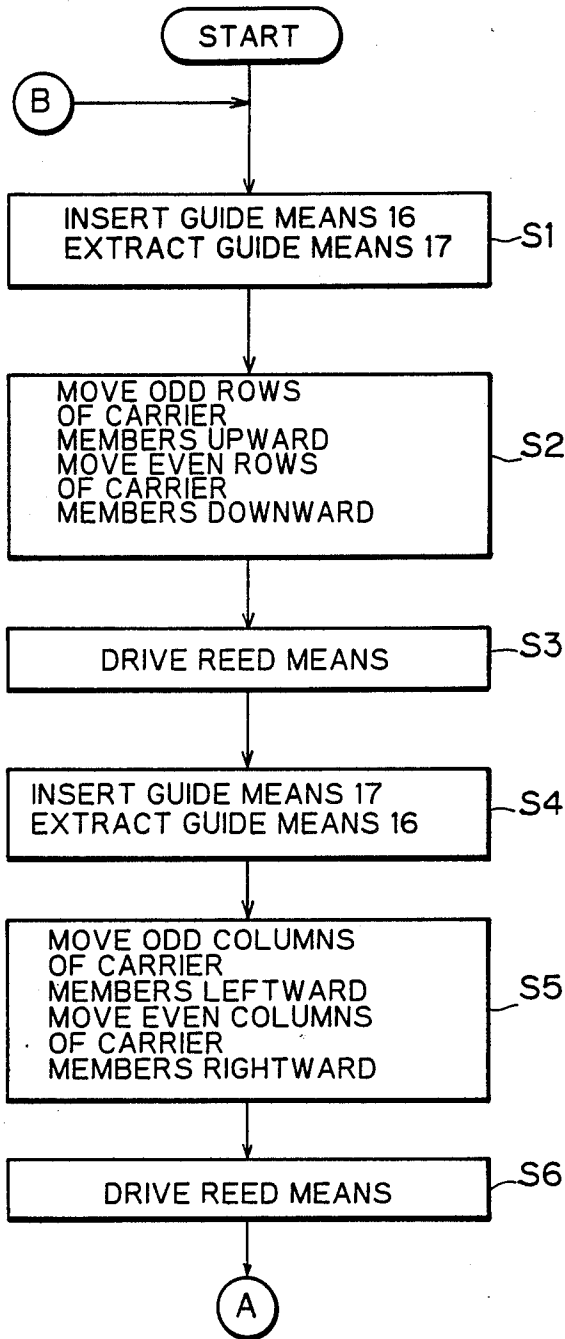 START
B
INSERT GUIDE MEANS 16
EXTRACT GUIDE MEANS 17
S1
MOVE ODD ROWS
OF CARRIER
MEMBERS UPWARD
MOVE EVEN ROWS
OF CARRIER
MEMBERS DOWNWARD
S2
DRIVE REED MEANS
S3
INSERT GUIDE MEANS 17
EXTRACT GUIDE MEANS 16
S4
MOVE ODD COLUMNS
OF CARRIER
MEMBERS LEFTWARD
MOVE EVEN COLUMNS
OF CARRIER
MEMBERS RIGHTWARD
S5
DRIVE REED MEANS
S6
A